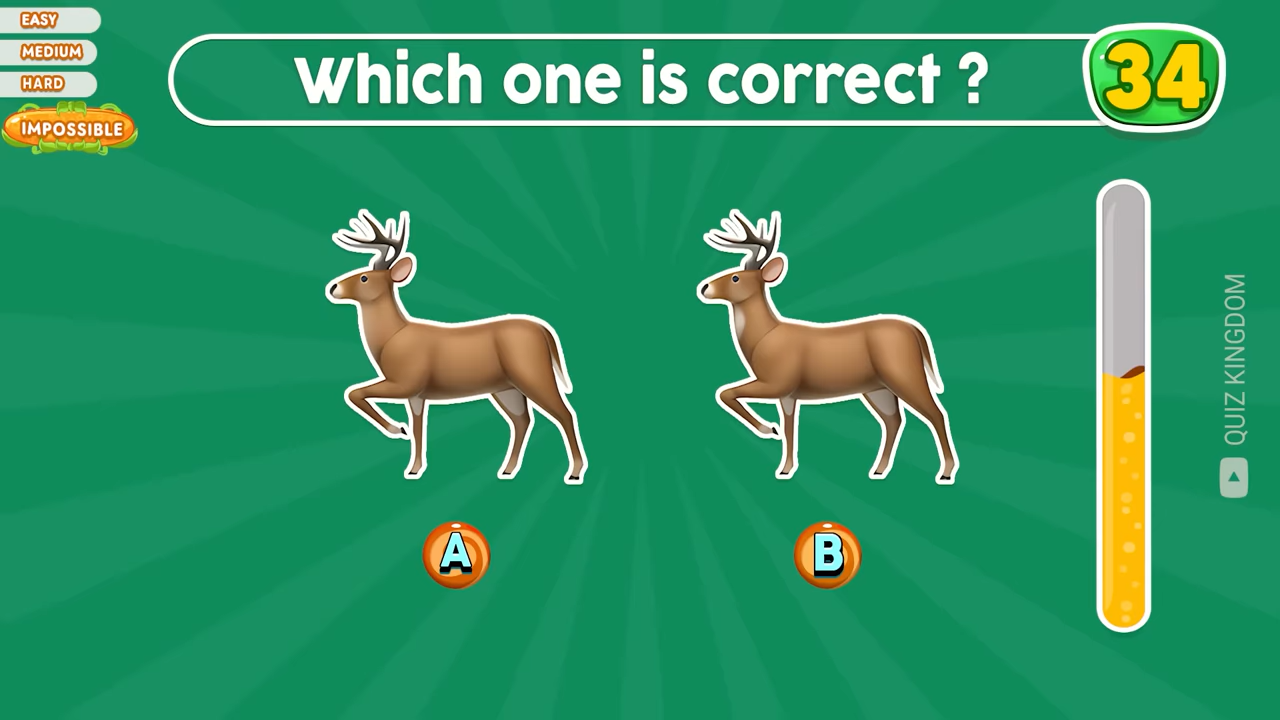 EASY
MEDIUM
HARD
IMPOSSIBLE
Which one is correct ?
34
A
B
QUIZ KINGDOM